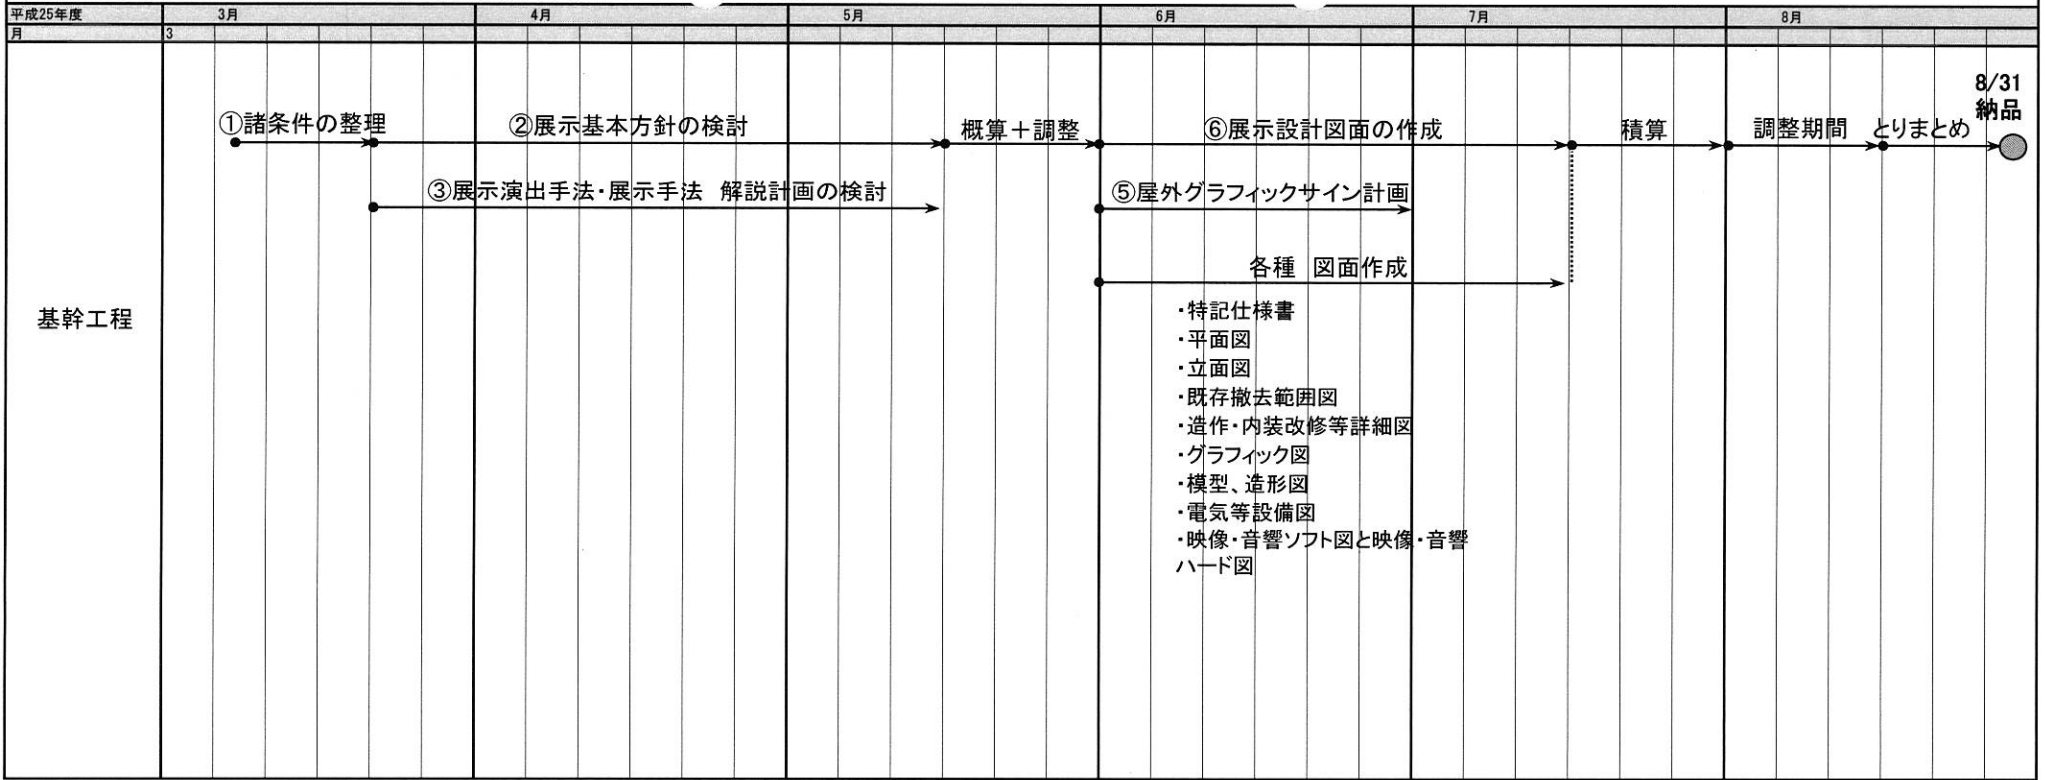 平成25年度 3月 4月 5月 6月 7月 8月
月 3
8/31
納品
①諸条件の整理 ②展示基本方針の検討 概算＋調整 ⑥展示設計図面の作成 積算 調整期間 とりまとめ
③展示演出手法・展示手法 解説計画の検討 ⑤屋外グラフィックサイン計画
各種 図面作成
基幹工程
・特記仕様書
・平面図
・立面図
・既存撤去範囲図
・造作・内装改修等詳細図
・グラフィック図
・模型、造形図
・電気等設備図
・映像・音響ソフト図と映像・音響
ハード図